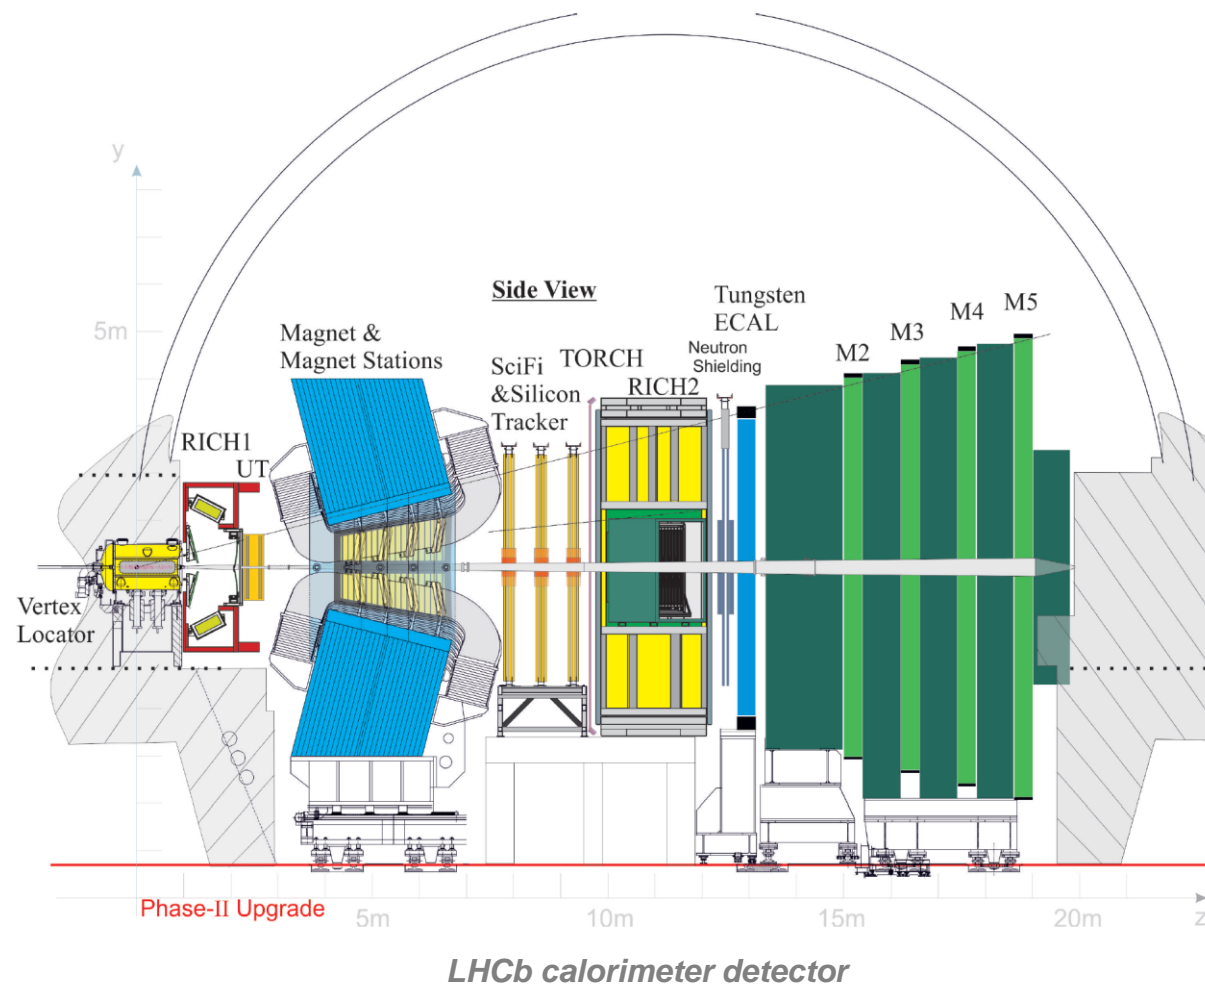 y
5m
Side View
Tungsten
ECAL
Neutron
Shielding
M5
M4
M3
M2
Magnet &
Magnet Stations
SciFi
&Silicon
Tracker
TORCH
RICH2
RICH1
UT
Vertex
Locator
Phase-II Upgrade
5m
10m
15m
20m
z
LHCb calorimeter detector